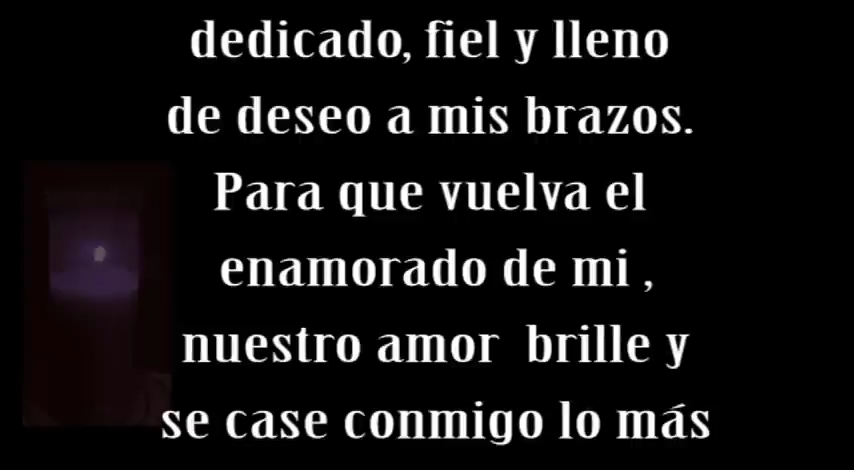 dedicado, fiel y lleno
de deseo a mis brazos.
Para que vuelva el
enamorado de mi ,
nuestro amor  brille y
se case conmigo lo más